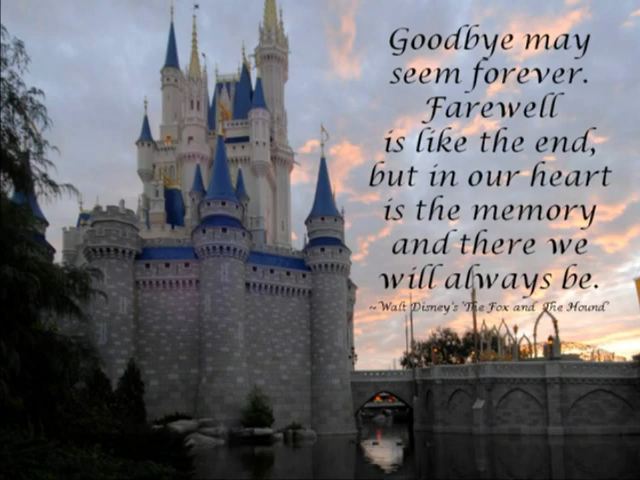 Goodbye may
seem forever.
Farewell
is like the end,
but in our heart
is the memory
and there we
will always be.
~Walt Disney's 'The Fox and The Hound'